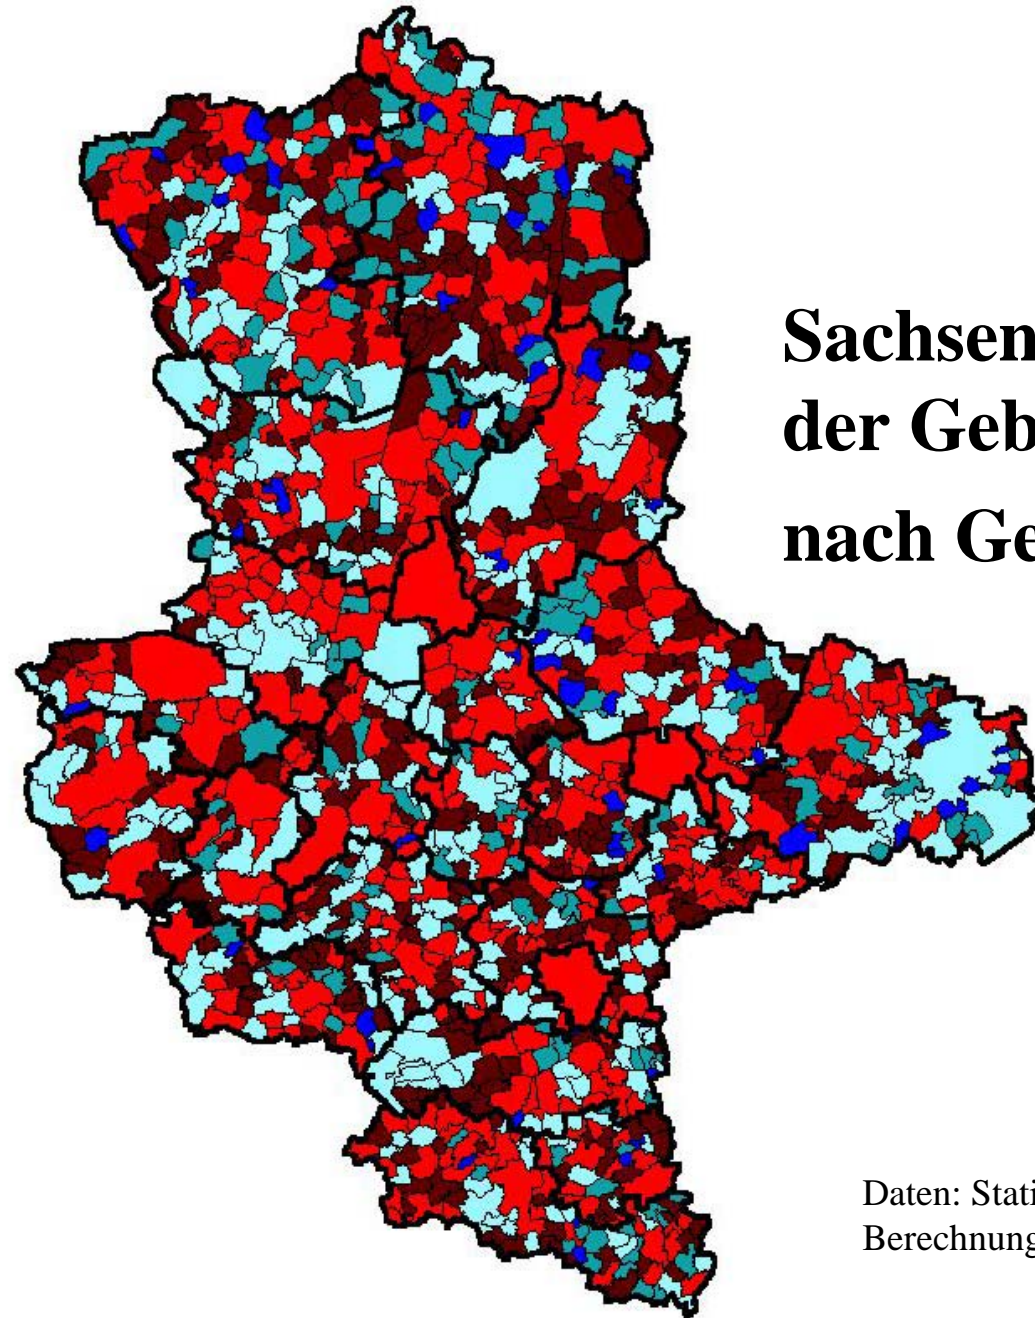 Sachsen
der Geb
nach Ge
Daten: Stati
Berechnung